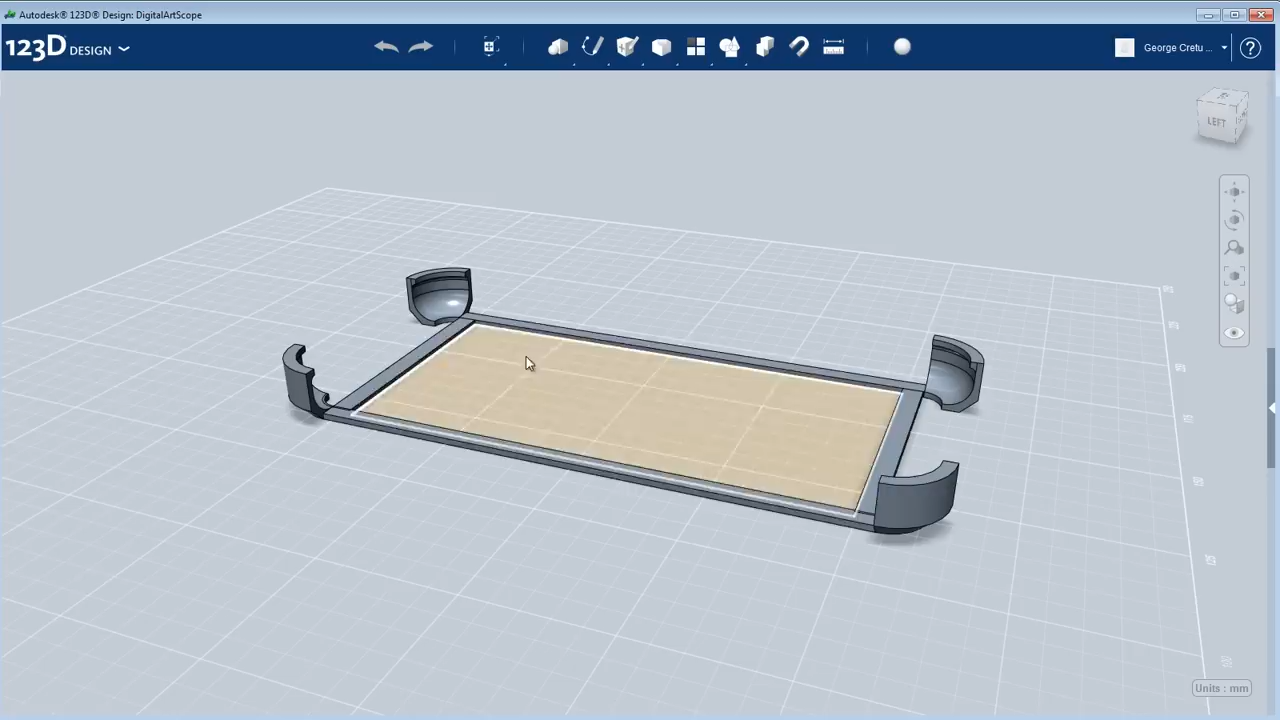 Autodesk® 123D® Design: DigitalArtScope
123D DESIGN
George Cretu ...
?
LEFT
Units : mm